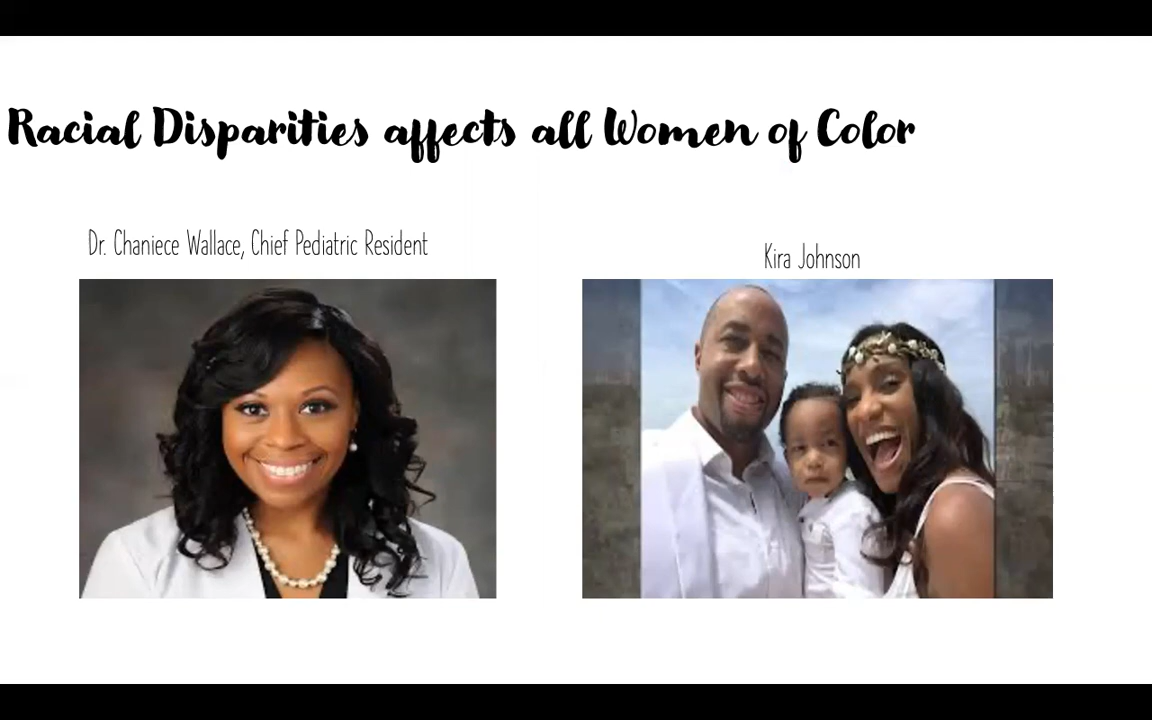 Racial Disparities affects all Women of Color
Dr. Chaniece Wallace, Chief Pediatric Resident
Kira Johnson